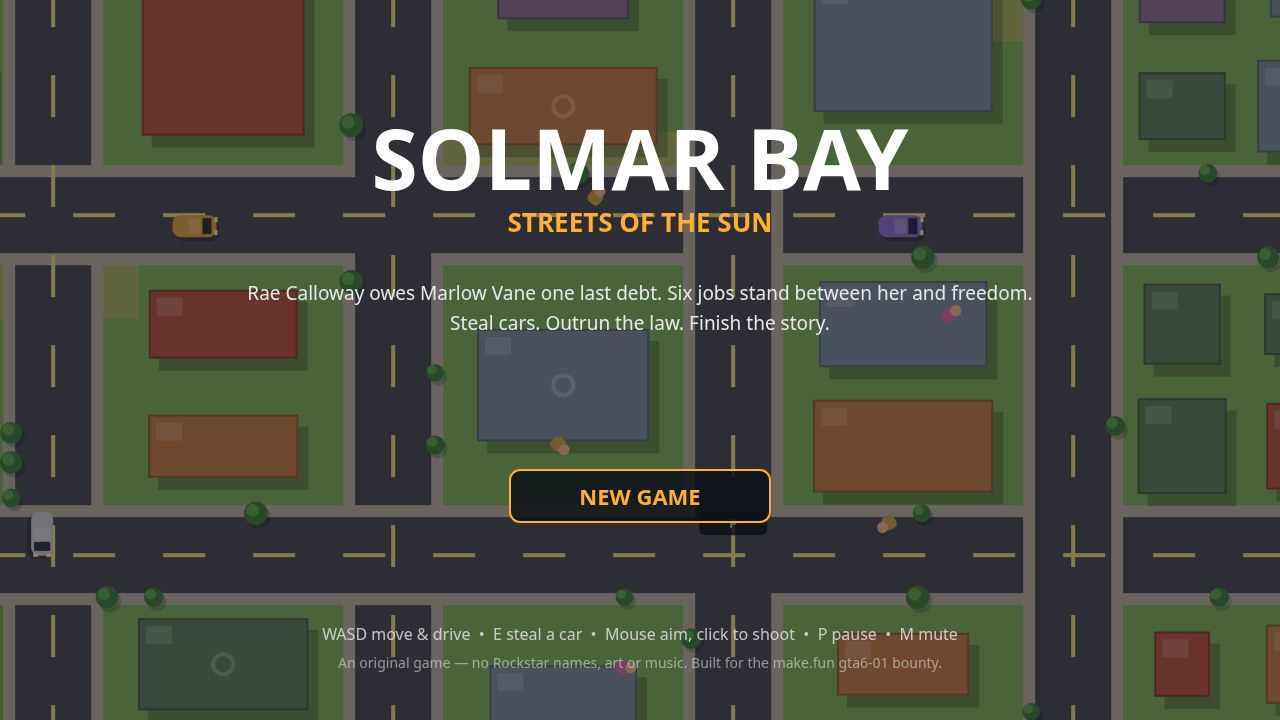 SOLMAR BAY
STREETS OF THE SUN
Rae Calloway owes Marlow Vane one last debt. Six jobs stand between her and freedom.
Steal cars. Outrun the law. Finish the story.
NEW GAME
WASD move & drive • E steal a car • Mouse aim, click to shoot • P pause • M mute
An original game — no Rockstar names, art or music. Built for the make.fun gta6-01 bounty.